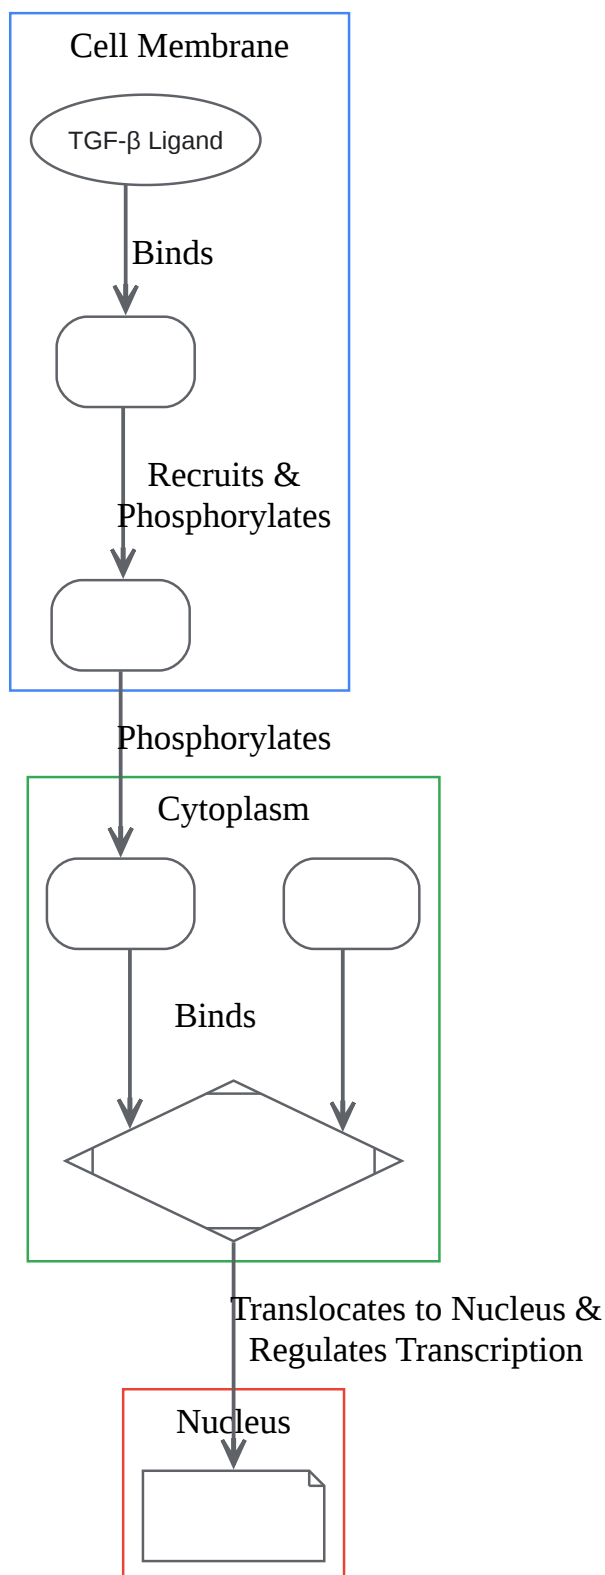 Cell Membrane
TGF-β Ligand
Binds
Recruits &
Phosphorylates
Phosphorylates
Cytoplasm
Binds
Translocates to Nucleus &
Regulates Transcription
Nucleus